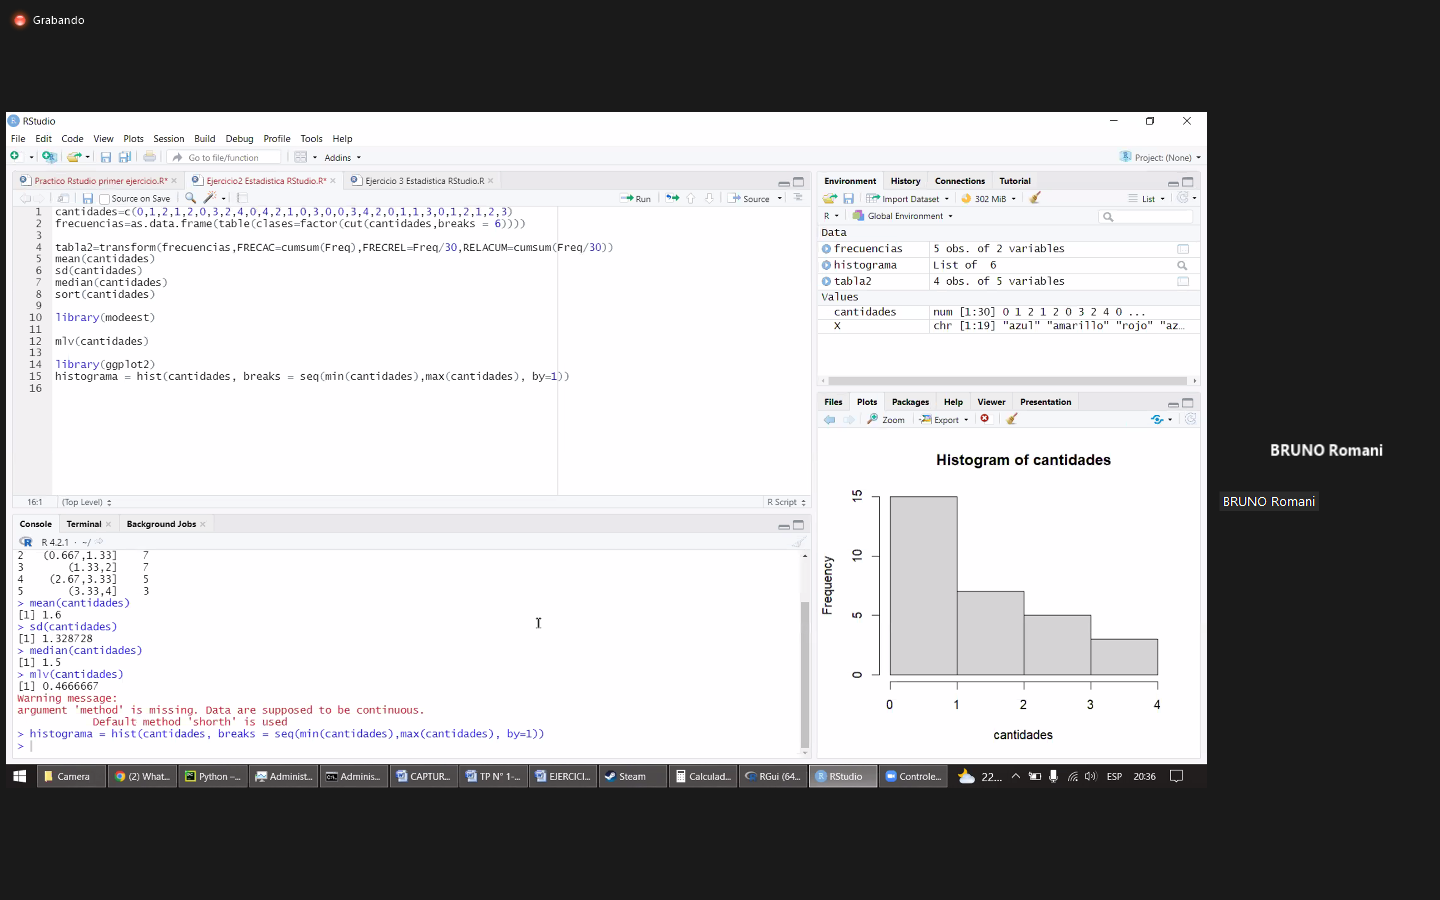 Grabando
RStudio
File Edit Code View Plots Session Build Debug Profile Tools Help
Go to file/function Addins Project: (None)
Practico Rstudio primer ejercicio.R* Ejercicio2 Estadistica RStudio.R* Ejercicio 3 Estadistica RStudio.R
Source on Save Run Source
1 cantidades=c(0,1,2,1,2,0,3,2,4,0,4,2,1,0,3,0,0,3,4,2,0,1,1,3,0,1,2,1,2,3)
2 frecuencias=as.data.frame(table(clases=factor(cut(cantidades,breaks = 6))))
3
4 tabla2=transform(frecuencias,FRECAC=cumsum(Freq),FRECREL=Freq/30,RELACUM=cumsum(Freq/30))
5 mean(cantidades)
6 sd(cantidades)
7 median(cantidades)
8 sort(cantidades)
9
10 library(modeest)
11
12 mlv(cantidades)
13
14 library(ggplot2)
15 histograma = hist(cantidades, breaks = seq(min(cantidades),max(cantidades), by=1))
16
16:1 (Top Level) R Script
Console Terminal Background Jobs
R 4.2.1 · ~/
2 (0.667,1.33] 7
3 (1.33,2] 7
4 (2.67,3.33] 5
5 (3.33,4] 3
> mean(cantidades)
[1] 1.6
> sd(cantidades)
[1] 1.328728
> median(cantidades)
[1] 1.5
> mlv(cantidades)
[1] 0.4666667
Warning message:
argument 'method' is missing. Data are supposed to be continuous.
Default method 'shorth' is used
> histograma = hist(cantidades, breaks = seq(min(cantidades),max(cantidades), by=1))
>
Environment History Connections Tutorial
Import Dataset 302 MiB List
R Global Environment
Data
frecuencias 5 obs. of 2 variables
histograma List of 6
tabla2 4 obs. of 5 variables
Values
cantidades num [1:30] 0 1 2 1 2 0 3 2 4 0 ...
X chr [1:19] "azul" "amarillo" "rojo" "az…
Files Plots Packages Help Viewer Presentation
Zoom Export
Histogram of cantidades
Frequency
15
10
5
0
0 1 2 3 4
cantidades
BRUNO Romani
BRUNO Romani
Camera (2) What... Python –... Administ... Adminis... CAPTUR... TP N° 1-... EJERCICI... Steam Calculad... RGui (64... RStudio Controle... 22... ESP 20:36